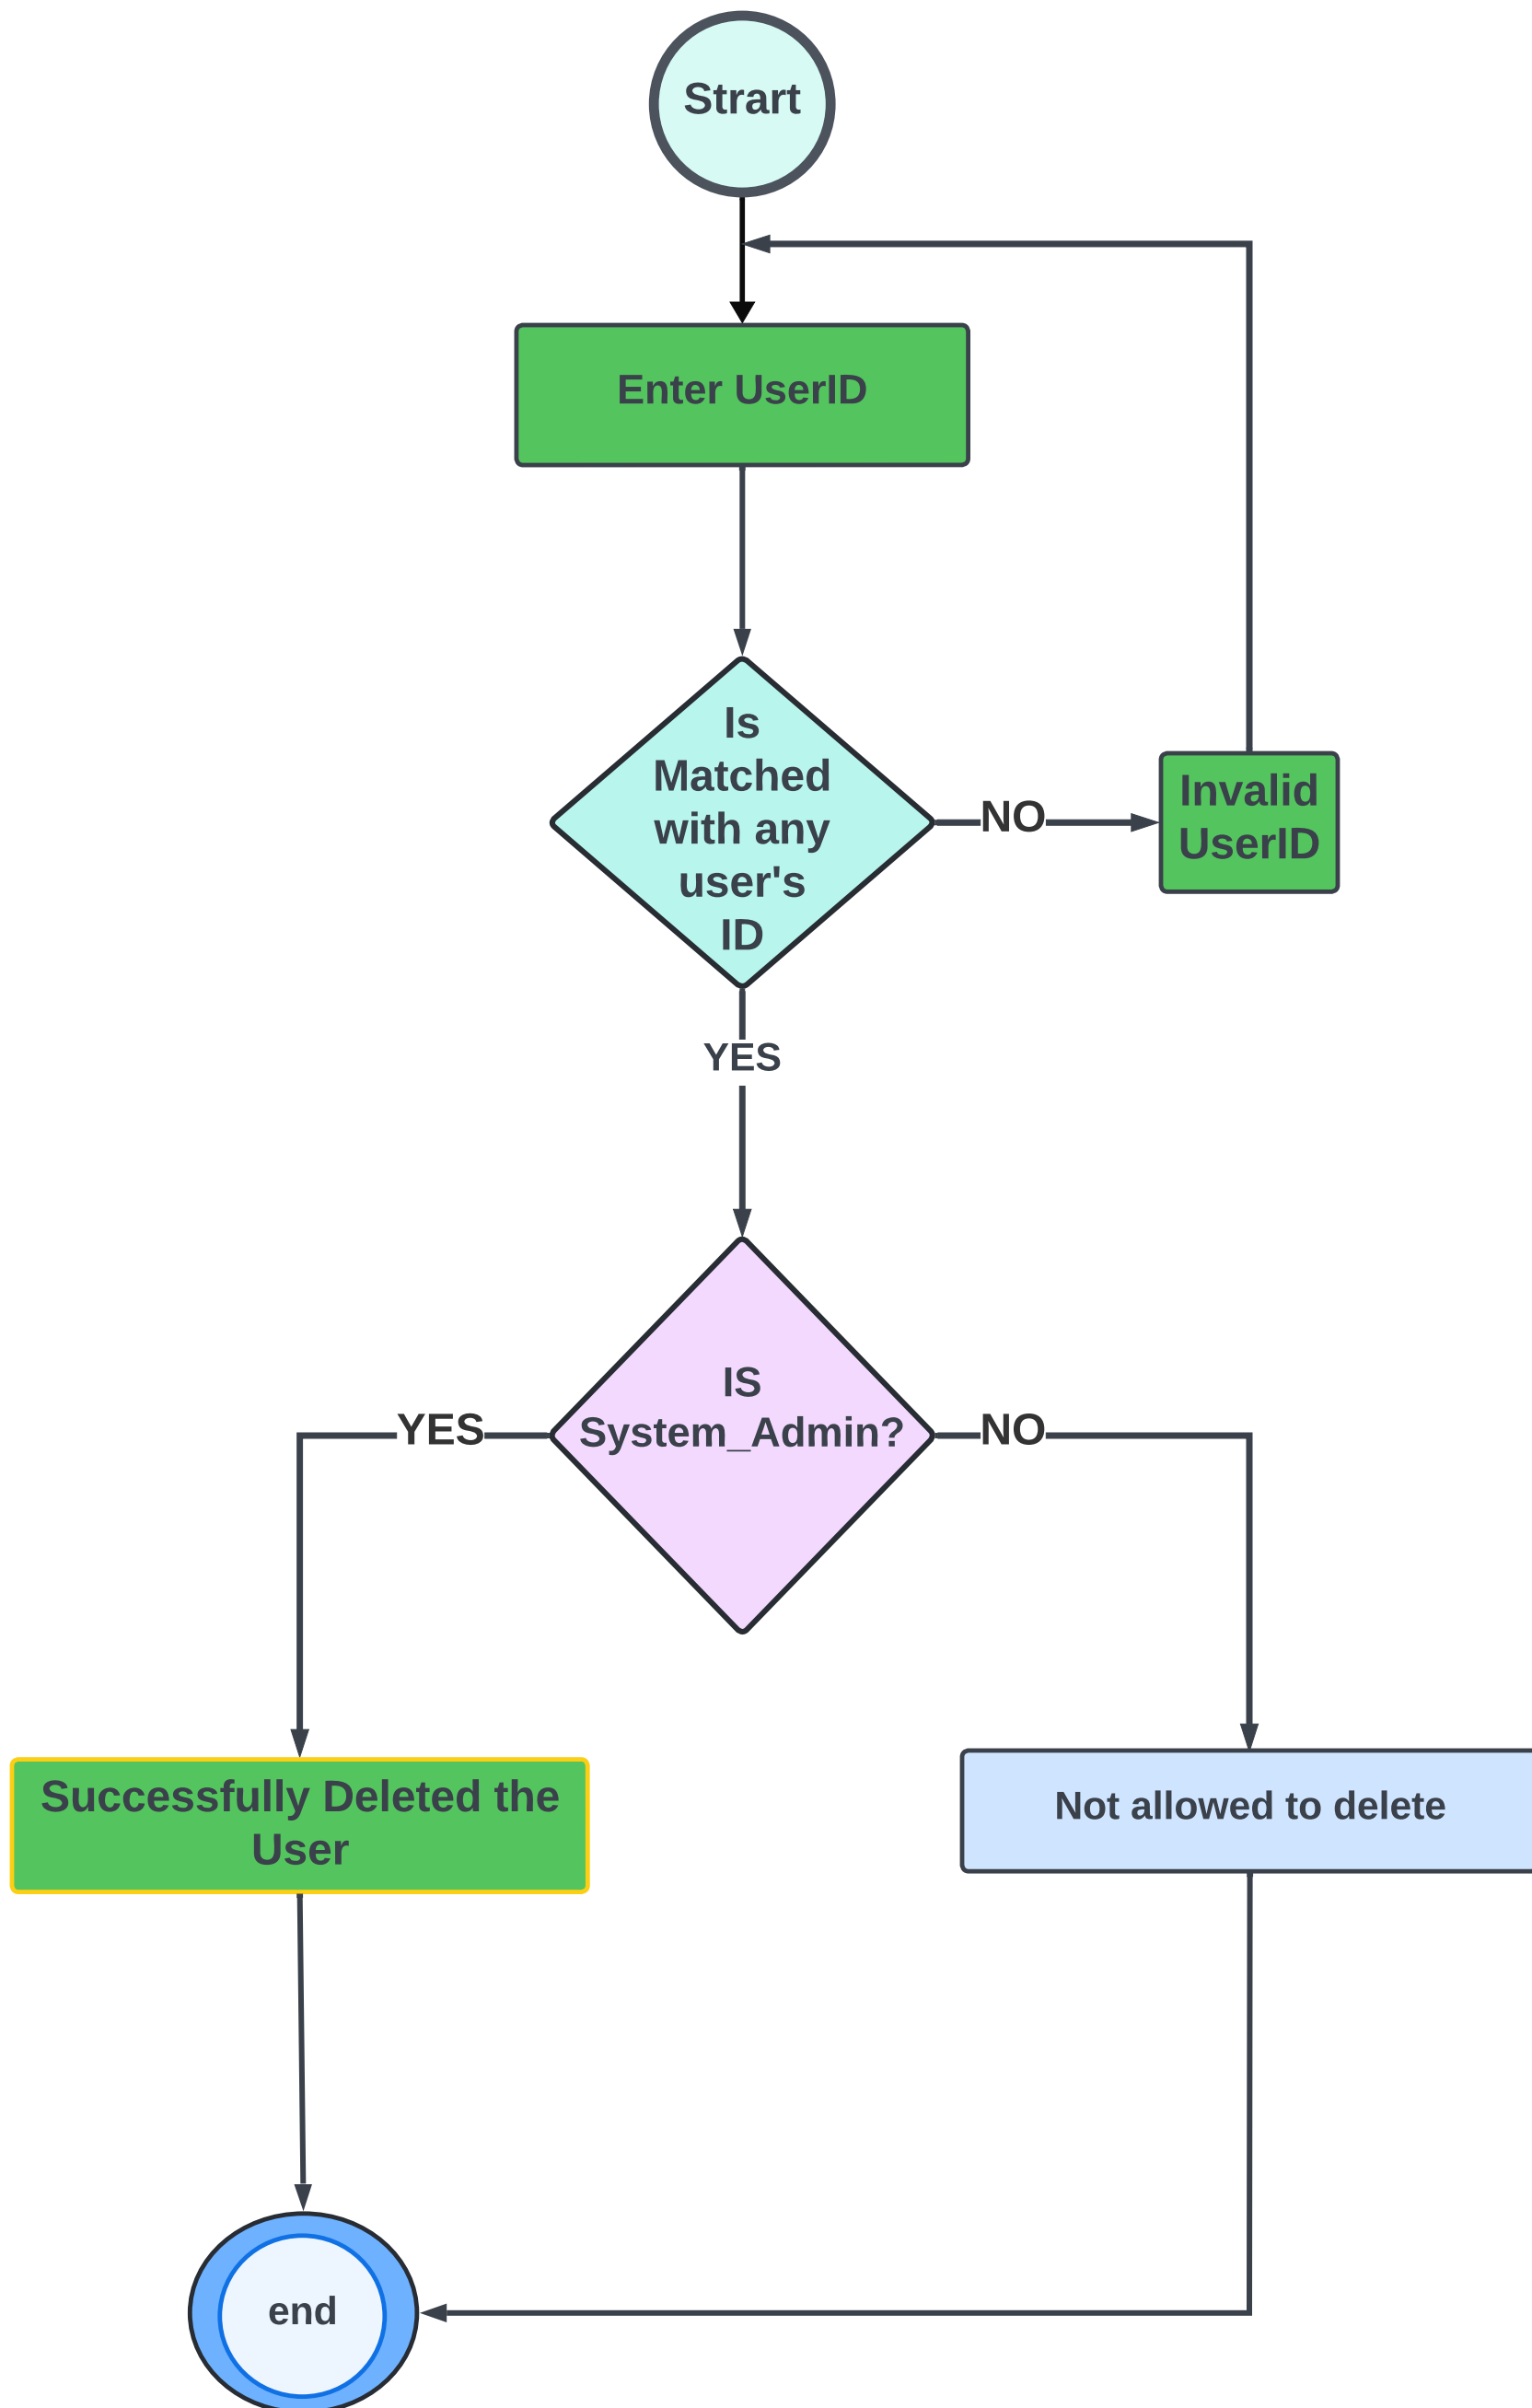 Strart
Enter UserID
Is
Matched
with any
user's
ID
NO
Invalid
UserID
YES
IS
System_Admin?
YES
NO
Successfully Deleted the
User
Not allowed to delete
end